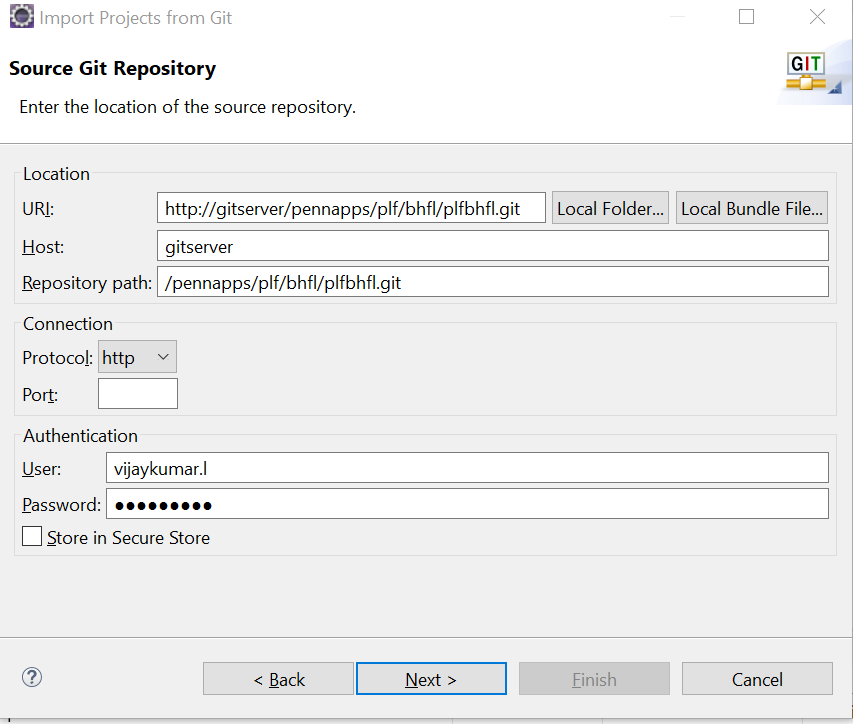 Import Projects from Git
Source Git Repository
GIT
Enter the location of the source repository.
Location
URI: http://gitserver/pennapps/plf/bhfl/plfbhfl.git Local Folder... Local Bundle File...
Host: gitserver
Repository path: /pennapps/plf/bhfl/plfbhfl.git
Connection
Protocol: http
Port:
Authentication
User: vijaykumar.l
Password: ●●●●●●●●●
Store in Secure Store
? < Back Next > Finish Cancel